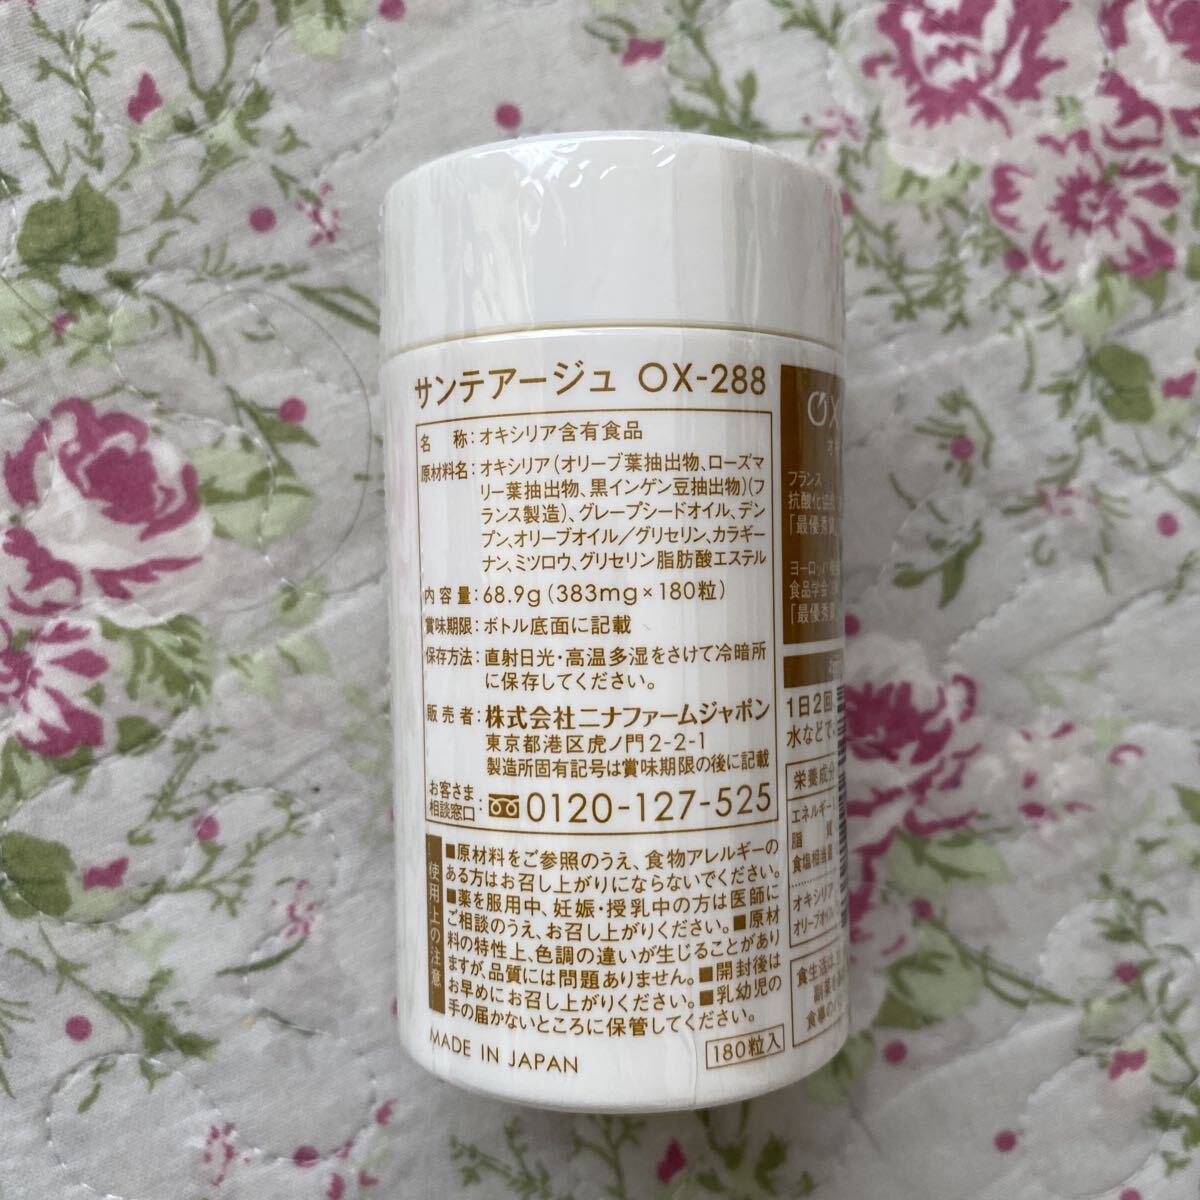 サンテアージュ OX-288
名 称：オキシリア含有食品
原材料名：オキシリア（オリーブ葉抽出物、ローズマ
リー葉抽出物、黒インゲン豆抽出物）（フ
ランス製造）、グレープシードオイル、デン
プン、オリーブオイル／グリセリン、カラギー
ナン、ミツロウ、グリセリン脂肪酸エステル
内容量：68.9g（383mg×180粒）
賞味期限：ボトル底面に記載
保存方法：直射日光・高温多湿をさけて冷暗所
に保存してください。
販売者：株式会社ニナファームジャポン
東京都港区虎ノ門2-2-1
製造所固有記号は賞味期限の後に記載
お客さま
相談窓口：0120-127-525
使用上の注意
■原材料をご参照のうえ、食物アレルギーの
ある方はお召し上がりにならないでください。
■薬を服用中、妊娠・授乳中の方は医師に
ご相談のうえ、お召し上がりください。■原材
料の特性上、色調の違いが生じることがあり
ますが、品質には問題ありません。■開封後は
お早めにお召し上がりください。■乳幼児の
手の届かないところに保管してください。
MADE IN JAPAN
180粒入
OX
フランス
抗酸化
「最優秀賞
ヨーロッパ
食品学会
「最優秀賞
1日2回
水などで、
栄養成分
エネルギー
脂 質
食塩相当量
オキシリア
オリーブオイル
食生活は、
副菜を
食事の